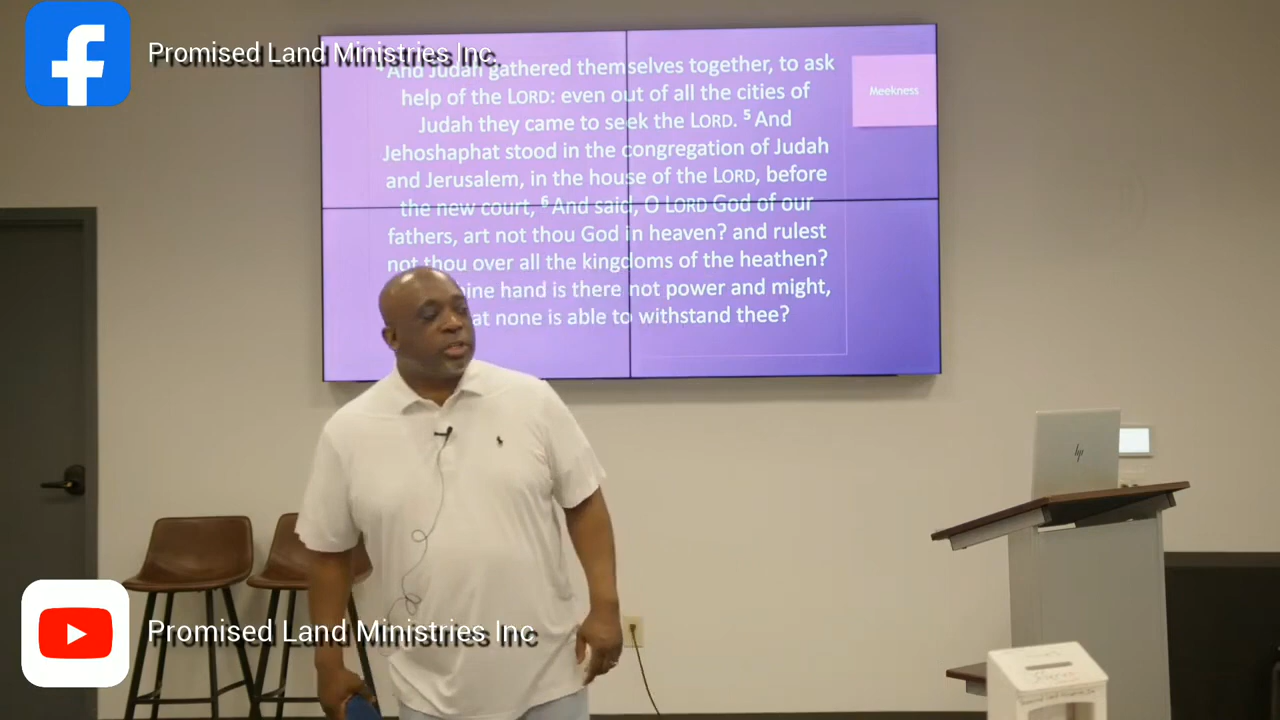 Promised Land Ministries Inc.
And Judah gathered themselves together, to ask
help of the LORD: even out of all the cities of
Judah they came to seek the LORD. 5 And
Jehoshaphat stood in the congregation of Judah
and Jerusalem, in the house of the LORD, before
the new court, 6 And said, O LORD God of our
fathers, art not thou God in heaven? and rulest
not thou over all the kingdoms of the heathen?
hand is there not power and might,
none is able to withstand thee?
Meekness
hp
Promised Land Ministries Inc